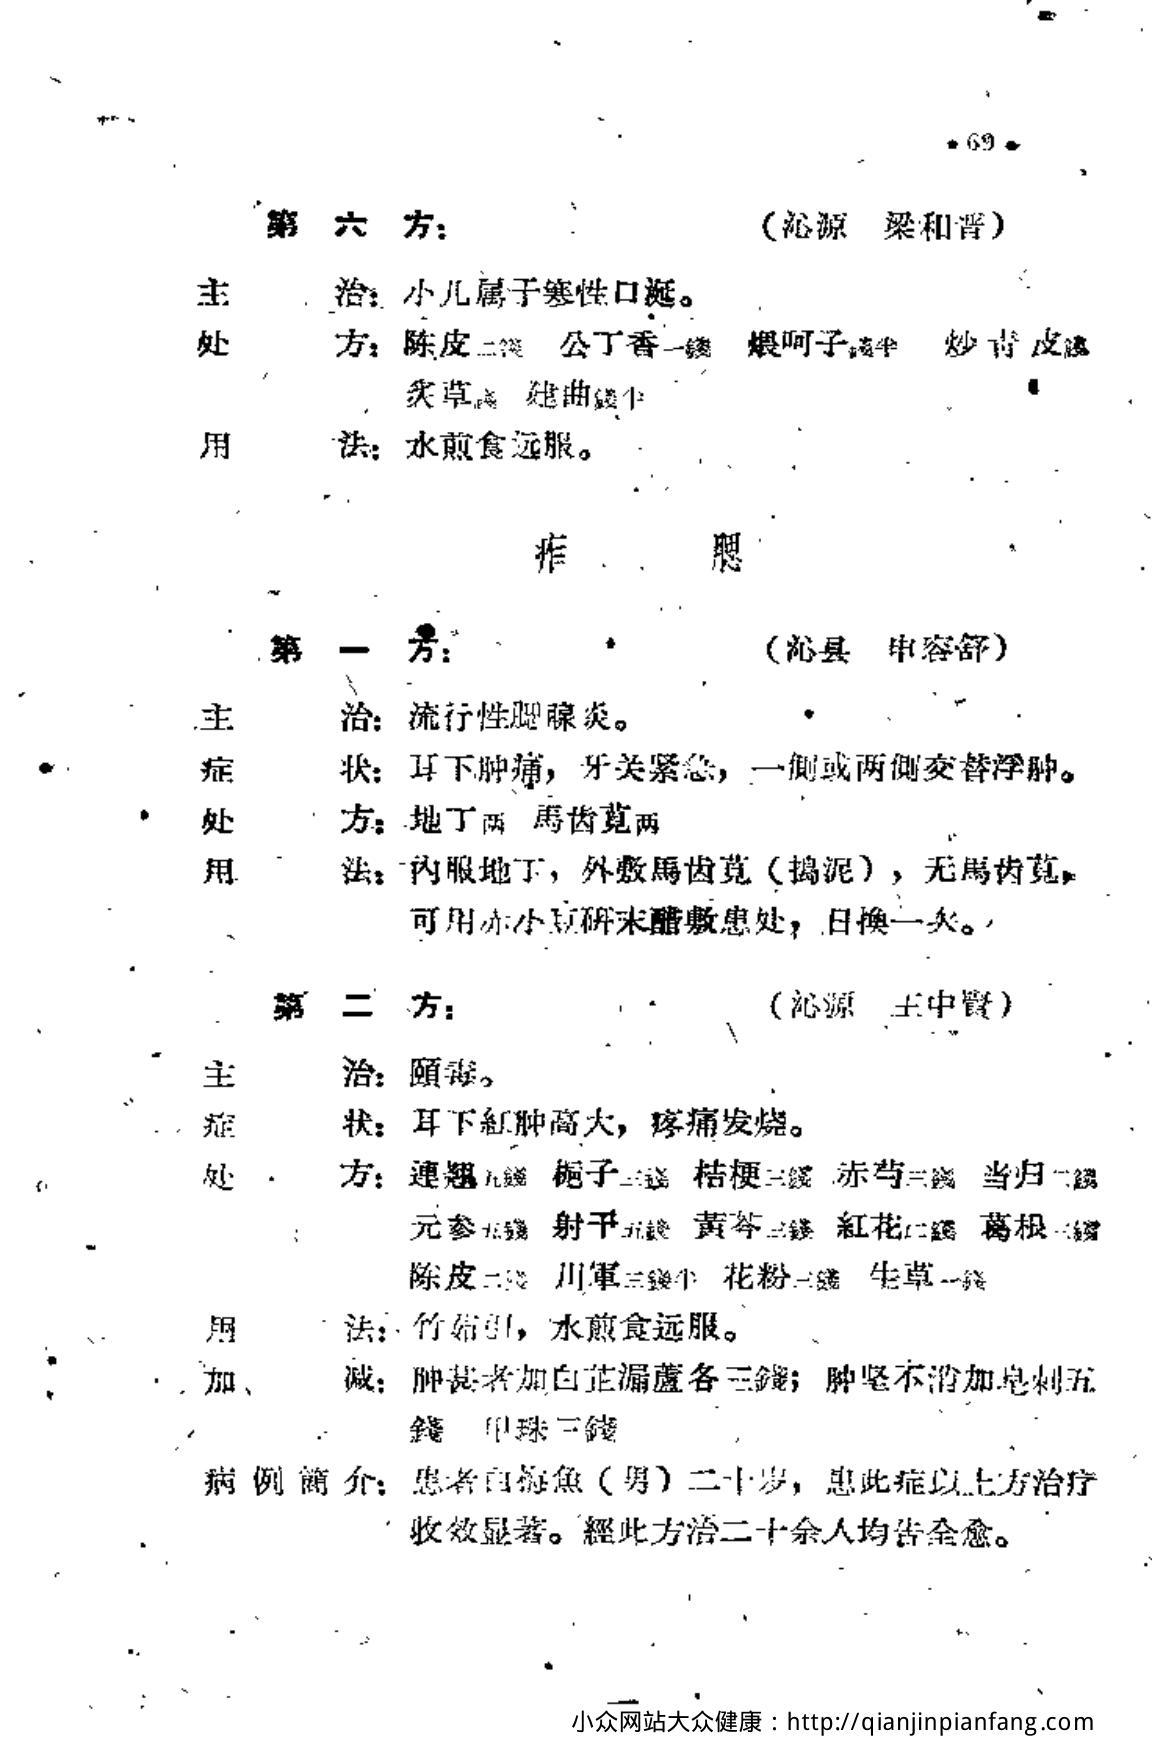 • 69 •
第六方：（沁源 梁和晋）
主治：小儿属于寒性口涎。
处方：陈皮二錢 公丁香一錢 煨呵子錢半 炒青皮錢
炙草錢 建曲錢半
用法：水煎食远服。
痄腮
第一方：（沁县 申容舒）
主治：流行性腮腺炎。
症状：耳下肿痛，牙关紧急，一側或两側交替浮肿。
处方：地丁两 馬齿莧两
用法：內服地丁，外敷馬齿莧（搗泥），无馬齿莧，
可用赤小豆研末醋敷患处，日換一次。
第二方：（沁源 王中賢）
主治：頤毒。
症状：耳下紅肿高大，疼痛发烧。
处方：連翘五錢 梔子三錢 桔梗三錢 赤芍三錢 当归二錢
元参五錢 射干五錢 黃芩三錢 紅花二錢 葛根三錢
陈皮二錢 川軍三錢半 花粉三錢 生草一錢
用法：竹茹引，水煎食远服。
加减：肿甚者加白芷漏蘆各三錢；肿坚不消加皂刺五
錢 甲珠三錢
病例簡介：患者白海魚（男）二十岁，患此症以上方治疗
收效显著。經此方治二十余人均告全愈。
小众网站大众健康：http://qianjinpianfang.com